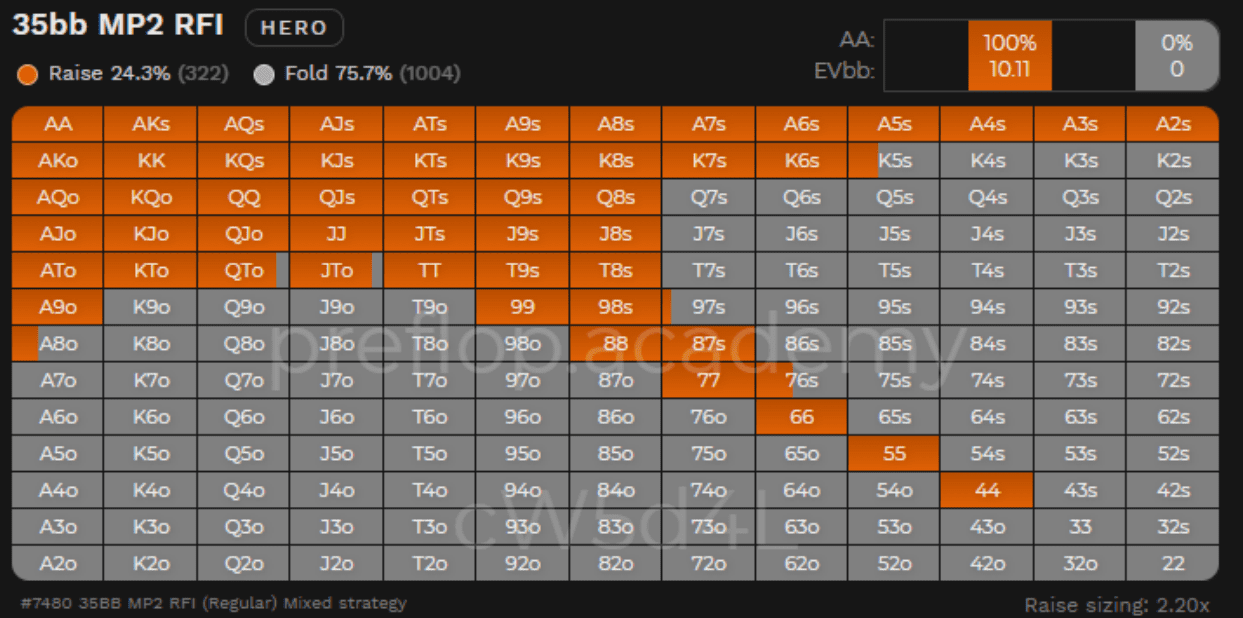 35bb MP2 RFI HERO
Raise 24.3% (322) Fold 75.7% (1004)
AA: 100% 0%
EVbb: 10.11 0
AA AKs AQs AJs ATs A9s A8s A7s A6s A5s A4s A3s A2s
AKo KK KQs KJs KTs K9s K8s K7s K6s K5s K4s K3s K2s
AQo KQo QQ QJs QTs Q9s Q8s Q7s Q6s Q5s Q4s Q3s Q2s
AJo KJo QJo JJ JTs J9s J8s J7s J6s J5s J4s J3s J2s
ATo KTo QTo JTo TT T9s T8s T7s T6s T5s T4s T3s T2s
A9o K9o Q9o J9o T9o 99 98s 97s 96s 95s 94s 93s 92s
A8o K8o Q8o J8o T8o 98o 88 87s 86s 85s 84s 83s 82s
A7o K7o Q7o J7o T7o 97o 87o 77 76s 75s 74s 73s 72s
A6o K6o Q6o J6o T6o 96o 86o 76o 66 65s 64s 63s 62s
A5o K5o Q5o J5o T5o 95o 85o 75o 65o 55 54s 53s 52s
A4o K4o Q4o J4o T4o 94o 84o 74o 64o 54o 44 43s 42s
A3o K3o Q3o J3o T3o 93o 83o 73o 63o 53o 43o 33 32s
A2o K2o Q2o J2o T2o 92o 82o 72o 62o 52o 42o 32o 22
preflop.academy
cW5d4L
#7480 35BB MP2 RFI (Regular) Mixed strategy
Raise sizing: 2.20x